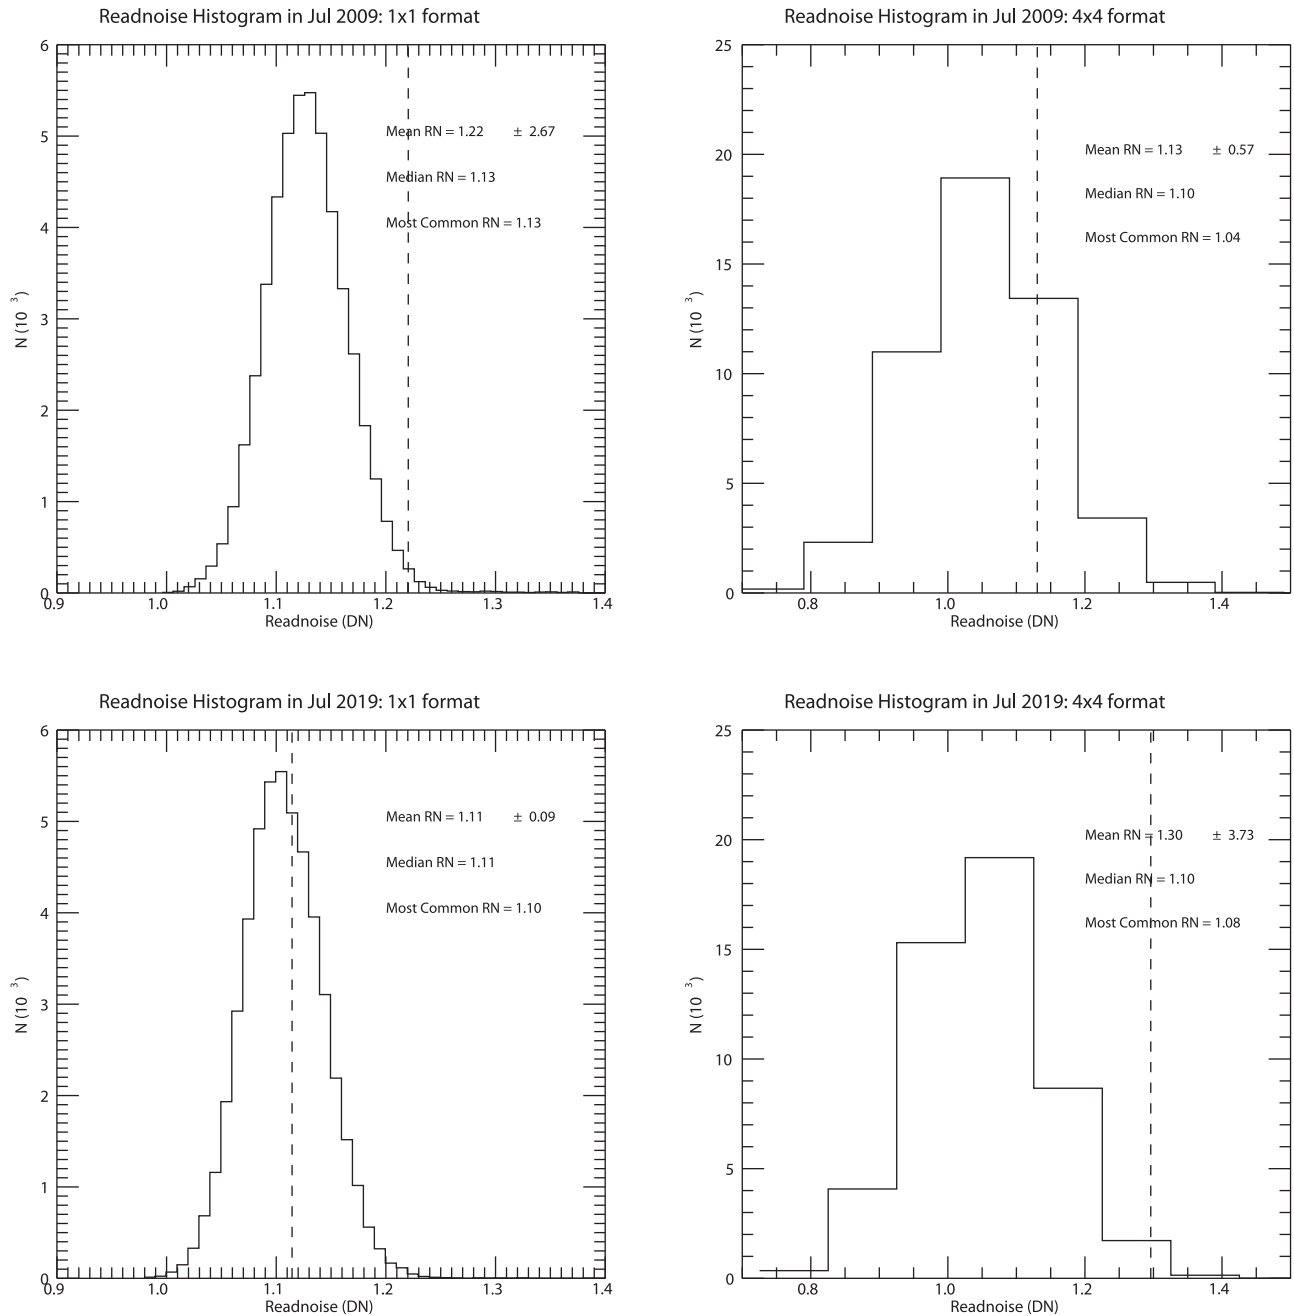 Readnoise Histogram in Jul 2009: 1x1 format
6
5
4
3
2
1
0
N (10 3)
Mean RN = 1.22 ± 2.67
Median RN = 1.13
Most Common RN = 1.13
0.9 1.0 1.1 1.2 1.3 1.4
Readnoise (DN)
Readnoise Histogram in Jul 2009: 4x4 format
25
20
15
10
5
0
N (10 3)
Mean RN = 1.13 ± 0.57
Median RN = 1.10
Most Common RN = 1.04
0.8 1.0 1.2 1.4
Readnoise (DN)
Readnoise Histogram in Jul 2019: 1x1 format
6
5
4
3
2
1
0
N (10 3)
Mean RN = 1.11 ± 0.09
Median RN = 1.11
Most Common RN = 1.10
0.9 1.0 1.1 1.2 1.3 1.4
Readnoise (DN)
Readnoise Histogram in Jul 2019: 4x4 format
25
20
15
10
5
0
N (10 3)
Mean RN = 1.30 ± 3.73
Median RN = 1.10
Most Common RN = 1.08
0.8 1.0 1.2 1.4
Readnoise (DN)